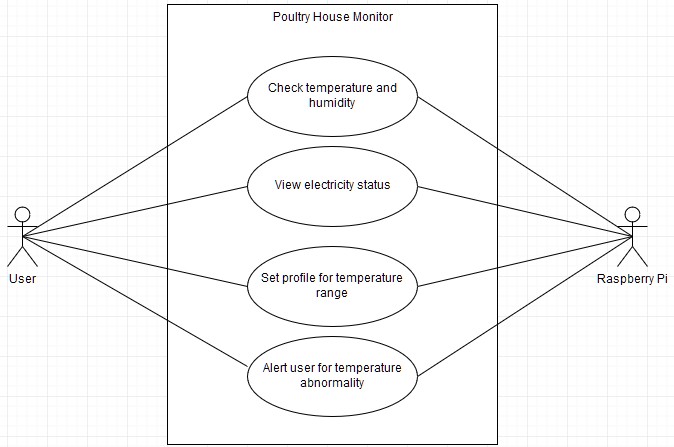 Poultry House Monitor
Check temperature and
humidity
View electricity status
Set profile for temperature
range
Alert user for temperature
abnormality
User
Raspberry Pi